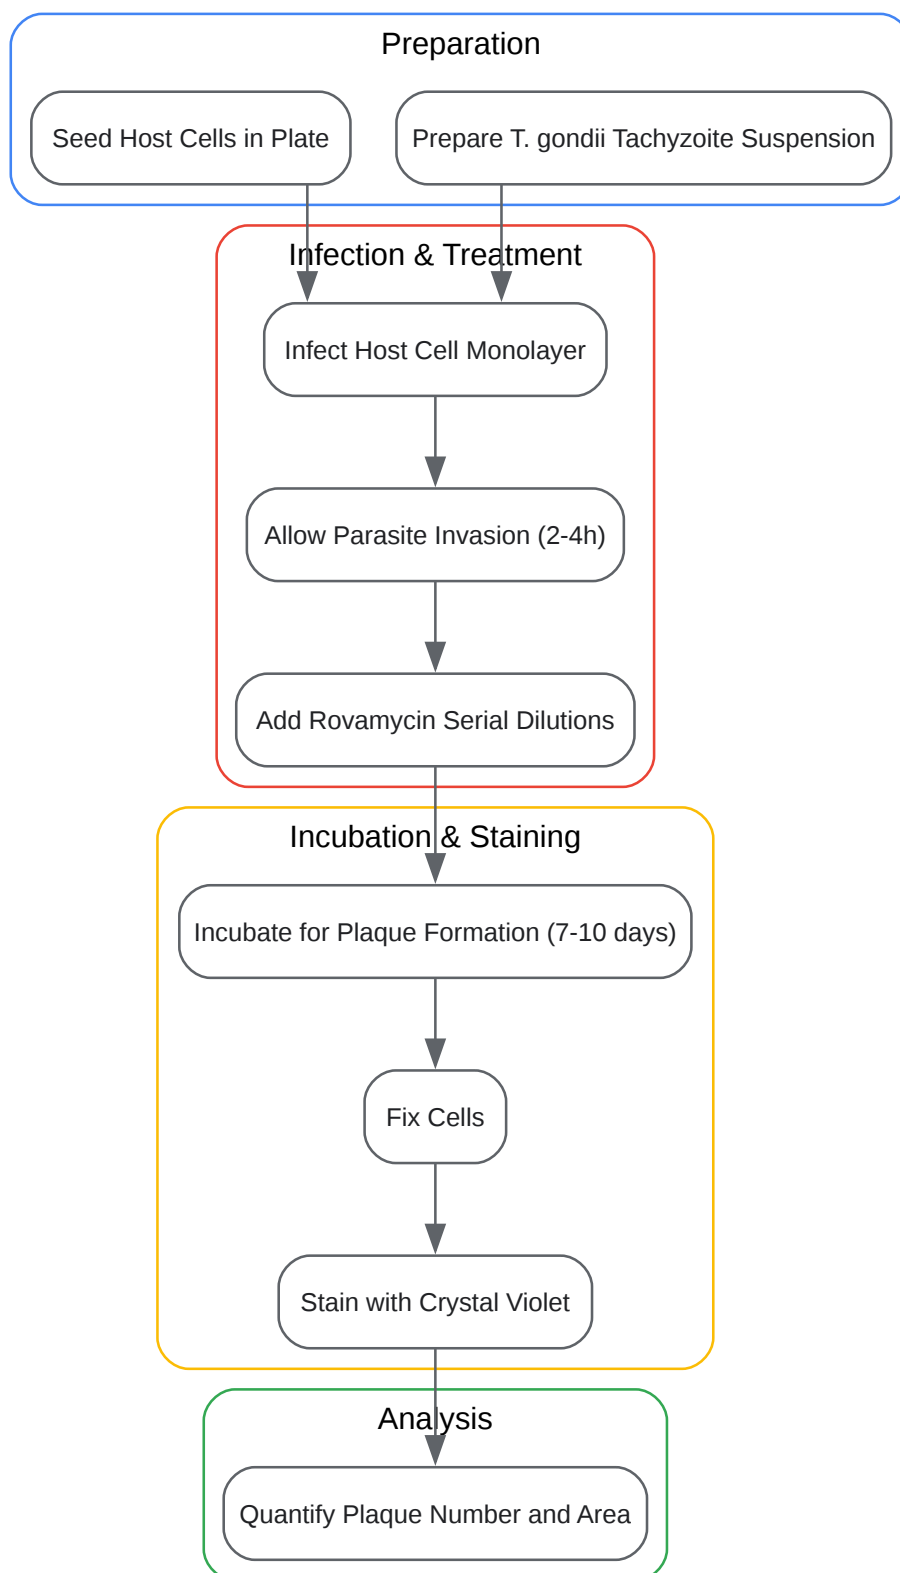 Preparation
Seed Host Cells in Plate
Prepare T. gondii Tachyzoite Suspension
Infection & Treatment
Infect Host Cell Monolayer
Allow Parasite Invasion (2-4h)
Add Rovamycin Serial Dilutions
Incubation & Staining
Incubate for Plaque Formation (7-10 days)
Fix Cells
Stain with Crystal Violet
Analysis
Quantify Plaque Number and Area